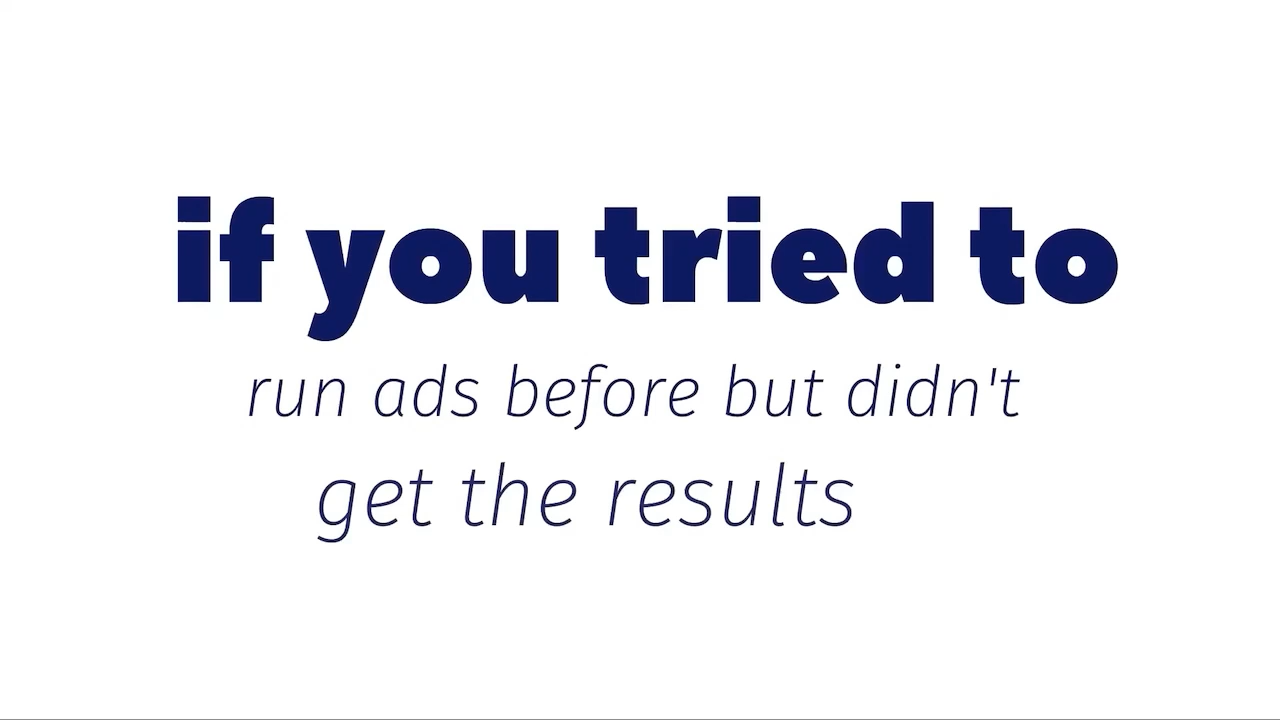 if you tried to
run ads before but didn't
get the results